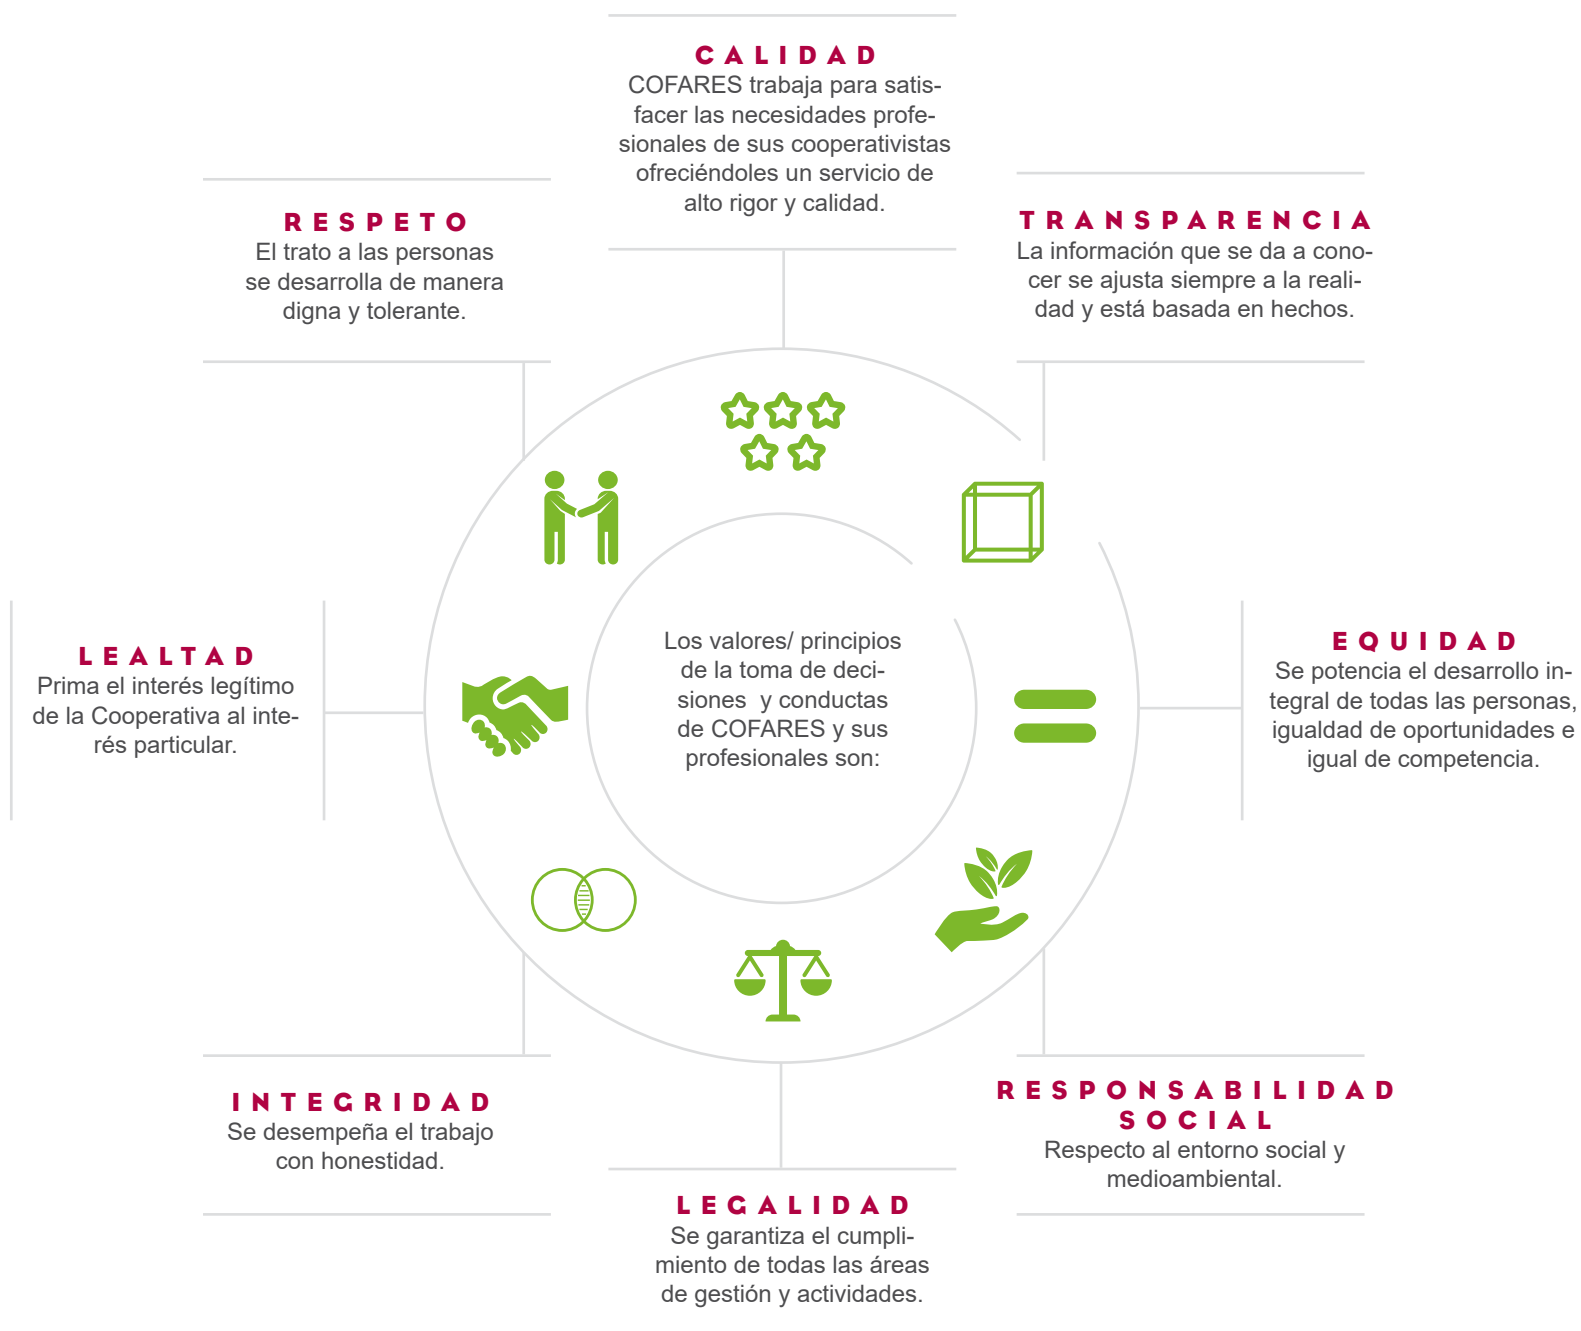 CALIDAD
COFARES trabaja para satis-
facer las necesidades profe-
sionales de sus cooperativistas
ofreciéndoles un servicio de
alto rigor y calidad.
RESPETO
El trato a las personas
se desarrolla de manera
digna y tolerante.
TRANSPARENCIA
La información que se da a cono-
cer se ajusta siempre a la reali-
dad y está basada en hechos.
LEALTAD
Prima el interés legítimo
de la Cooperativa al inte-
rés particular.
Los valores/ principios
de la toma de deci-
siones  y conductas
de COFARES y sus
profesionales son:
EQUIDAD
Se potencia el desarrollo in-
tegral de todas las personas,
igualdad de oportunidades e
igual de competencia.
INTEGRIDAD
Se desempeña el trabajo
con honestidad.
LEGALIDAD
Se garantiza el cumpli-
miento de todas las áreas
de gestión y actividades.
RESPONSABILIDAD
SOCIAL
Respecto al entorno social y
medioambiental.